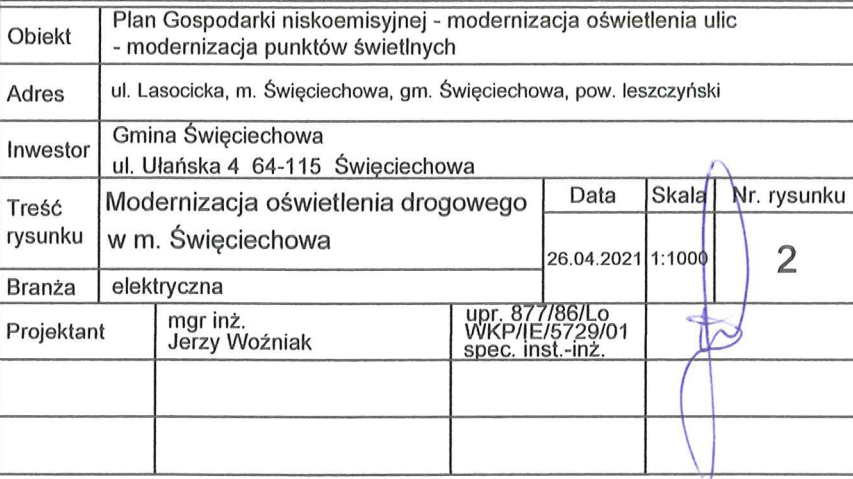 Obiekt
Plan Gospodarki niskoemisyjnej - modernizacja oświetlenia ulic
- modernizacja punktów świetlnych
Adres
ul. Lasocicka, m. Święciechowa, gm. Święciechowa, pow. leszczyński
Inwestor
Gmina Święciechowa
ul. Ułańska 4 64-115 Święciechowa
Treść
rysunku
Modernizacja oświetlenia drogowego
w m. Święciechowa
Data
Skala
Nr. rysunku
26.04.2021
1:1000
2
Branża
elektryczna
Projektant
mgr inż.
Jerzy Woźniak
upr. 877/86/Lo
WKP/IE/5729/01
spec. inst.-inż.